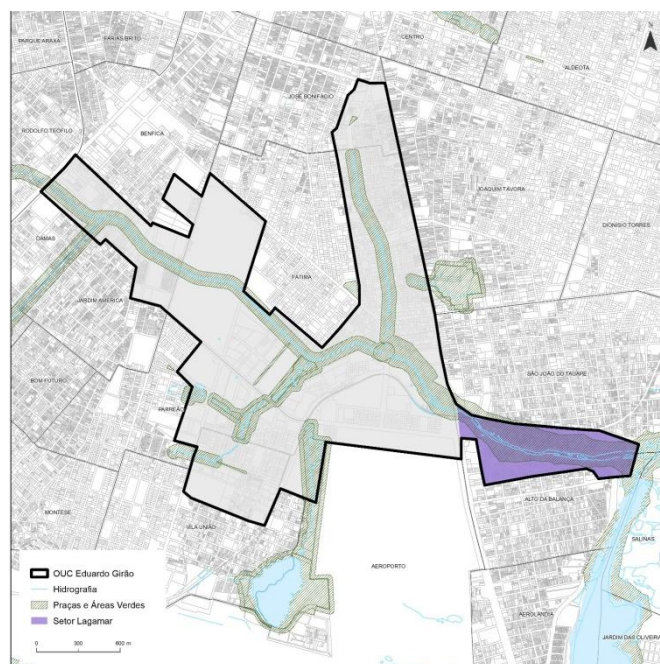 PARQUE ARAXÁ
FARIAS BRITO
CENTRO
N
ALDEOTA
JOSÉ BONIFÁCIO
RODOLFO TEÓFILO
BENFICA
JOAQUIM TÁVORA
DIONISIO TORRES
DAMAS
FÁTIMA
JARDIM AMÉRICA
SÃO JOÃO DO TAUAPE
BOM FUTURO
PARREÃO
MONTESE
VILA UNIÃO
ALTO DA BALANÇA
SALINAS
AEROPORTO
AEROLÂNDIA
JARDIM DAS OLIVEIRA
OUC Eduardo Girão
Hidrografia
Praças e Áreas Verdes
Setor Lagamar
0 300 600 m